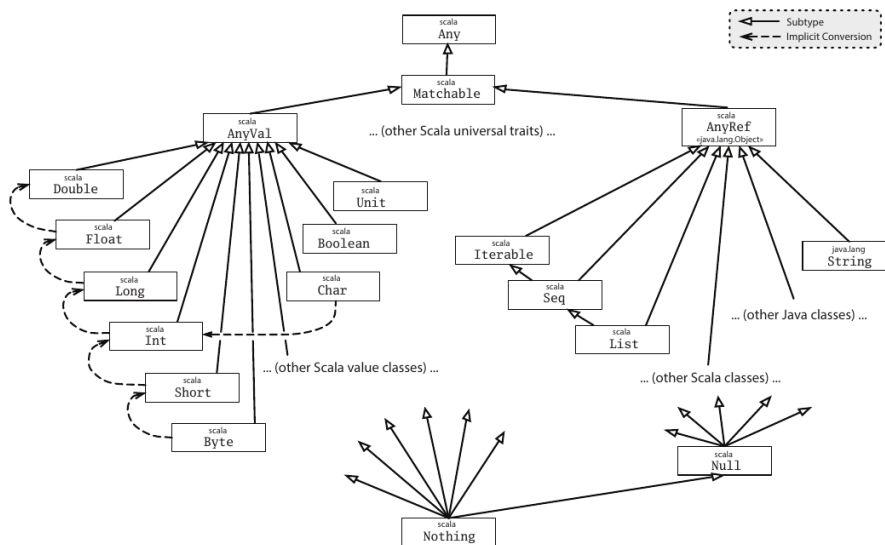 scala
Any
Subtype
Implicit Conversion
scala
Matchable
scala
AnyVal
... (other Scala universal traits) ...
scala
AnyRef
«java.lang.Object»
scala
Double
scala
Unit
scala
Float
scala
Boolean
scala
Iterable
java.lang
String
scala
Long
scala
Char
scala
Seq
... (other Java classes) ...
scala
Int
scala
List
... (other Scala value classes) ...
scala
Short
... (other Scala classes) ...
scala
Byte
scala
Null
scala
Nothing